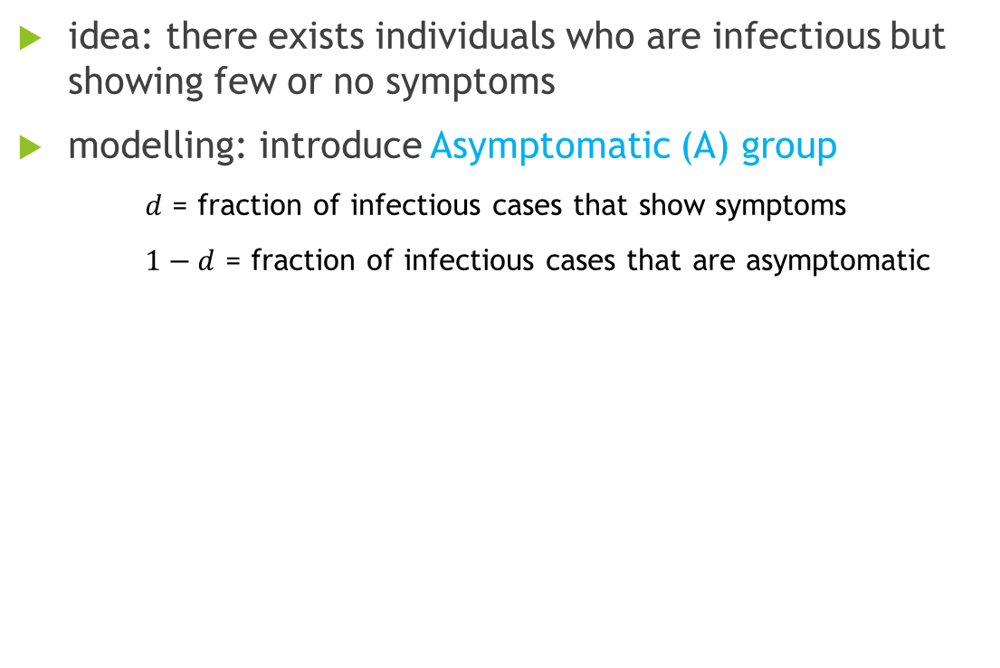 idea: there exists individuals who are infectious but
showing few or no symptoms
modelling: introduce Asymptomatic (A) group
d = fraction of infectious cases that show symptoms
1 − d = fraction of infectious cases that are asymptomatic